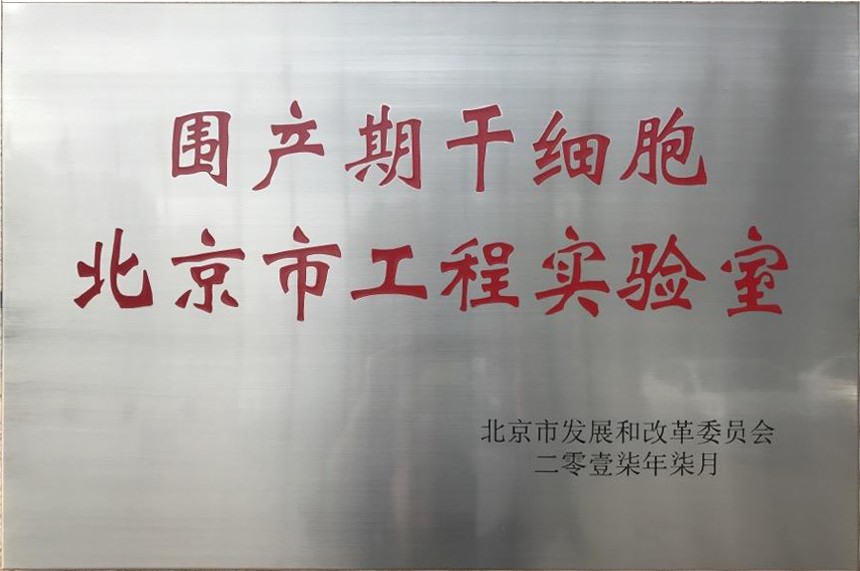 围产期干细胞
北京市工程实验室
北京市发展和改革委员会
二零壹柒年柒月